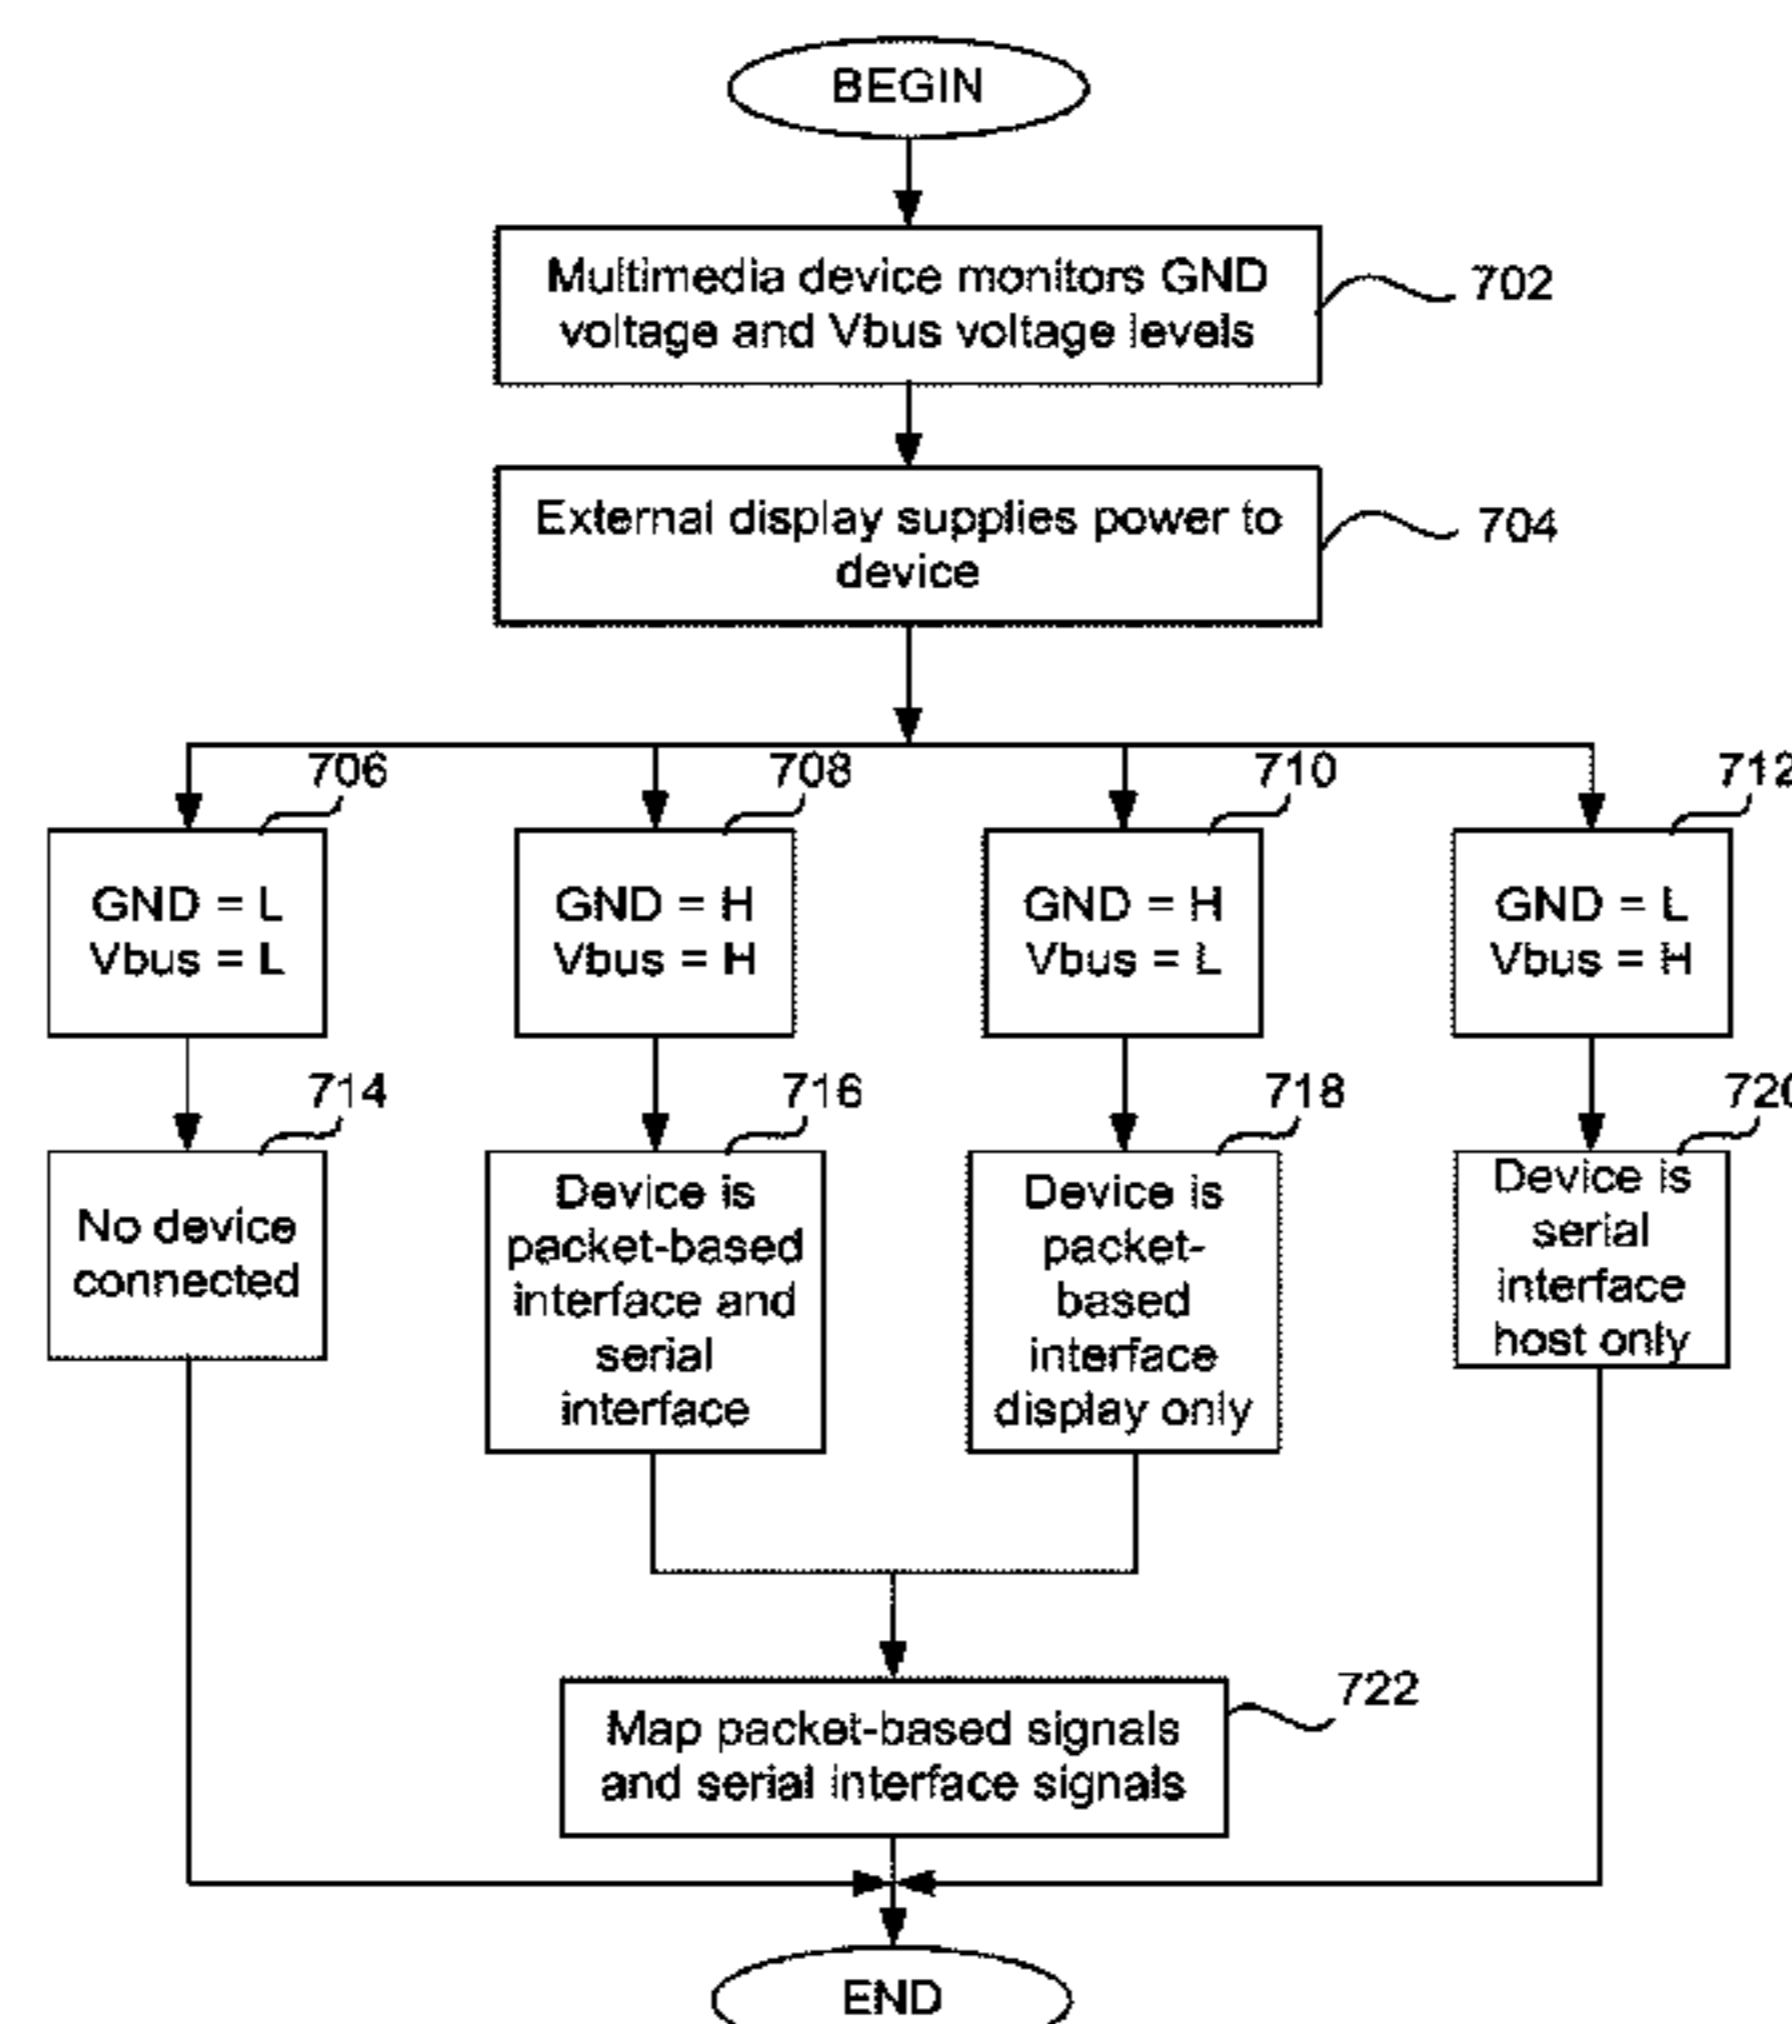 BEGIN
Multimedia device monitors GND
voltage and Vbus voltage levels
702
External display supplies power to
device
704
706
708
710
712
GND = L
Vbus = L
GND = H
Vbus = H
GND = H
Vbus = L
GND = L
Vbus = H
714
716
718
720
No device
connected
Device is
packet-based
interface and
serial
interface
Device is
packet-
based
interface
display only
Device is
serial
interface
host only
722
Map packet-based signals
and serial interface signals
END